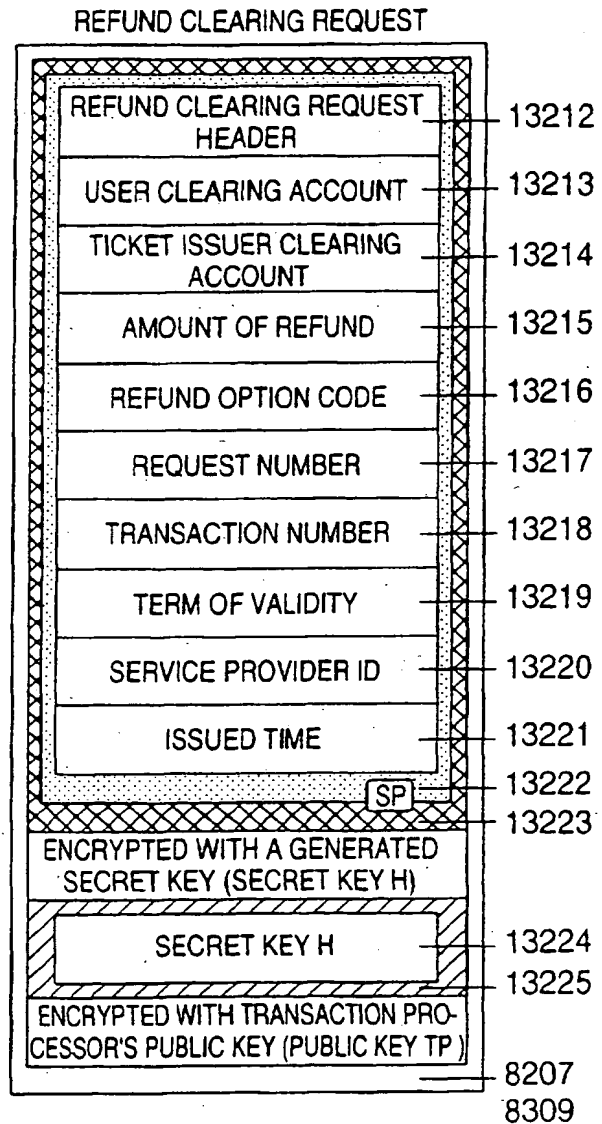 REFUND CLEARING REQUEST
REFUND CLEARING REQUEST
HEADER
13212
USER CLEARING ACCOUNT
13213
TICKET ISSUER CLEARING
ACCOUNT
13214
AMOUNT OF REFUND
13215
REFUND OPTION CODE
13216
REQUEST NUMBER
13217
TRANSACTION NUMBER
13218
TERM OF VALIDITY
13219
SERVICE PROVIDER ID
13220
ISSUED TIME
13221
SP
13222
13223
ENCRYPTED WITH A GENERATED
SECRET KEY (SECRET KEY H)
SECRET KEY H
13224
13225
ENCRYPTED WITH TRANSACTION PRO-
CESSOR'S PUBLIC KEY (PUBLIC KEY TP )
8207
8309